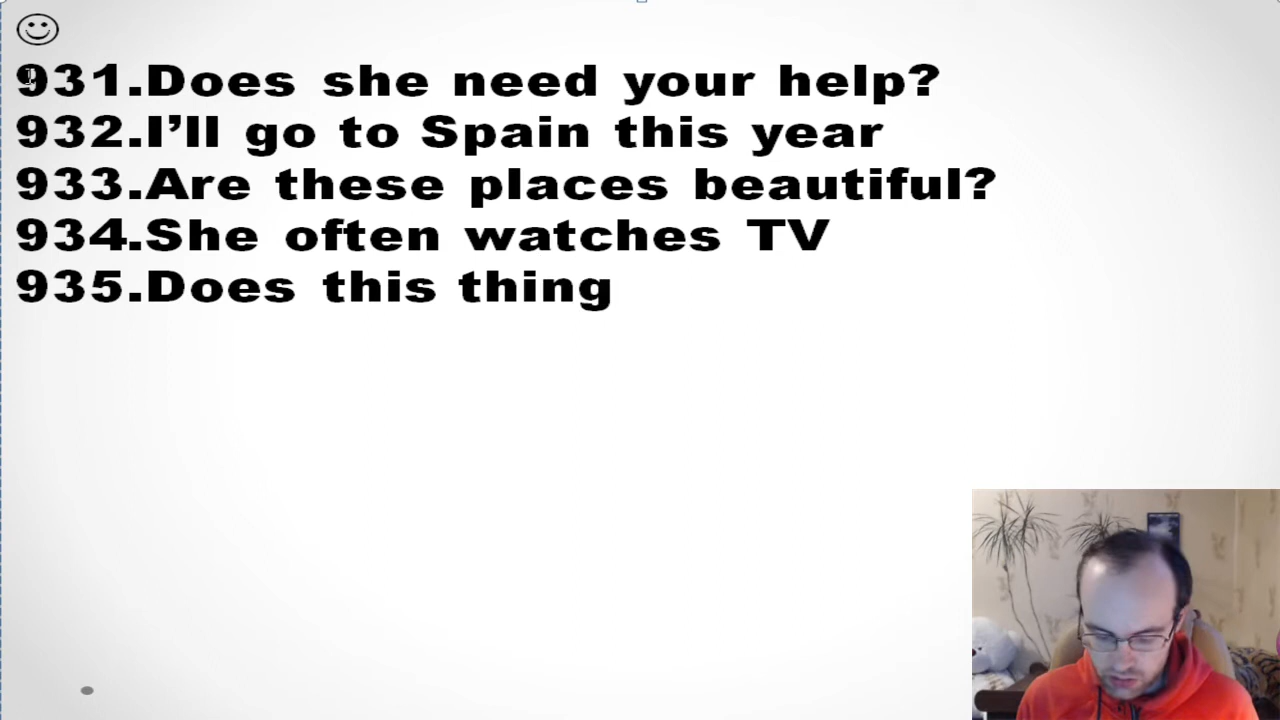 931.Does she need your help?
932.I’ll go to Spain this year
933.Are these places beautiful?
934.She often watches TV
935.Does this thing